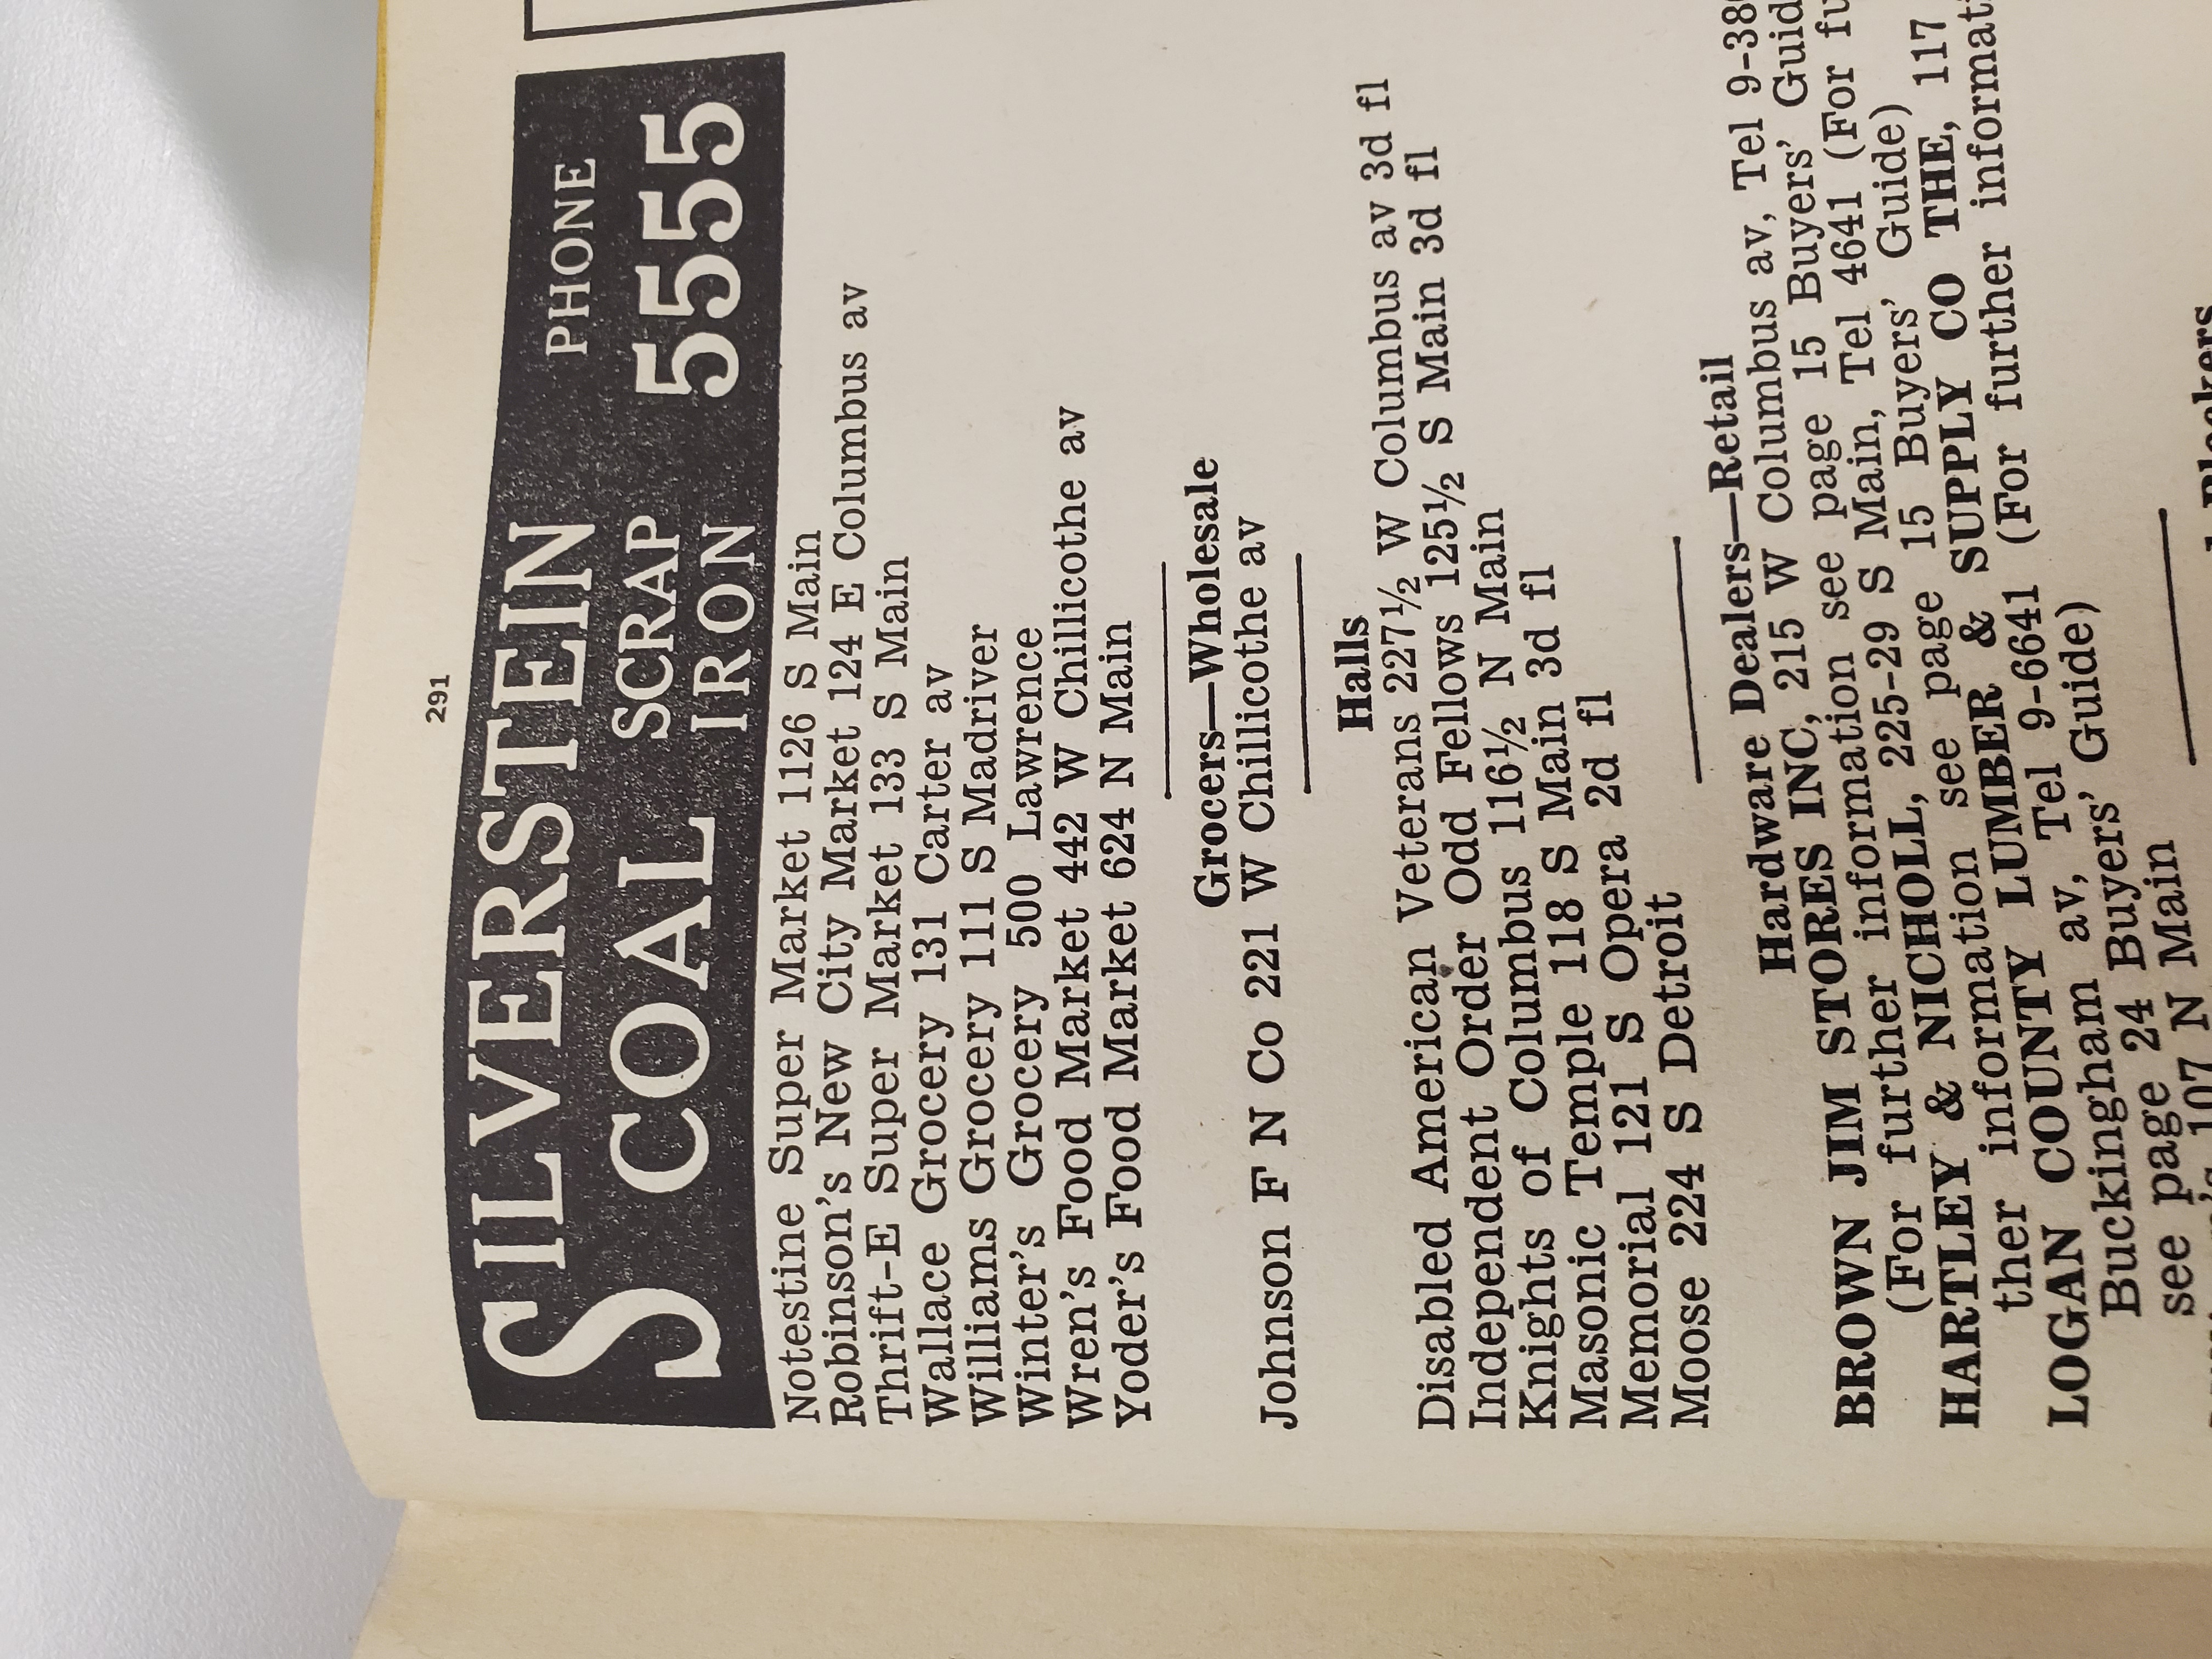 291
SILVERSTEIN
COAL SCRAP IRON
PHONE 5555
Notestine Super Market 1126 S Main
Robinson's New City Market 124 E Columbus av
Thrift-E Super Market 133 S Main
Wallace Grocery 131 Carter av
Williams Grocery 111 S Madriver
Winter's Grocery 500 Lawrence
Wren's Food Market 442 W Chillicothe av
Yoder's Food Market 624 N Main
Grocers—Wholesale
Johnson F N Co 221 W Chillicothe av
Halls
Disabled American Veterans 227½ W Columbus av 3d fl
Independent Order Odd Fellows 125½ S Main 3d fl
Knights of Columbus 116½ N Main
Masonic Temple 118 S Main 3d fl
Memorial 121 S Opera 2d fl
Moose 224 S Detroit
Hardware Dealers—Retail
BROWN JIM STORES INC, 215 W Columbus av, Tel 9-38
(For further information see page 15 Buyers' Guid
HARTLEY & NICHOLL, 225-29 S Main, Tel 4641 (For fu
ther information see page 15 Buyers' Guide)
LOGAN COUNTY LUMBER & SUPPLY CO THE, 117
Buckingham av, Tel 9-6641 (For further informat
see page 24 Buyers' Guide)
107 N Main